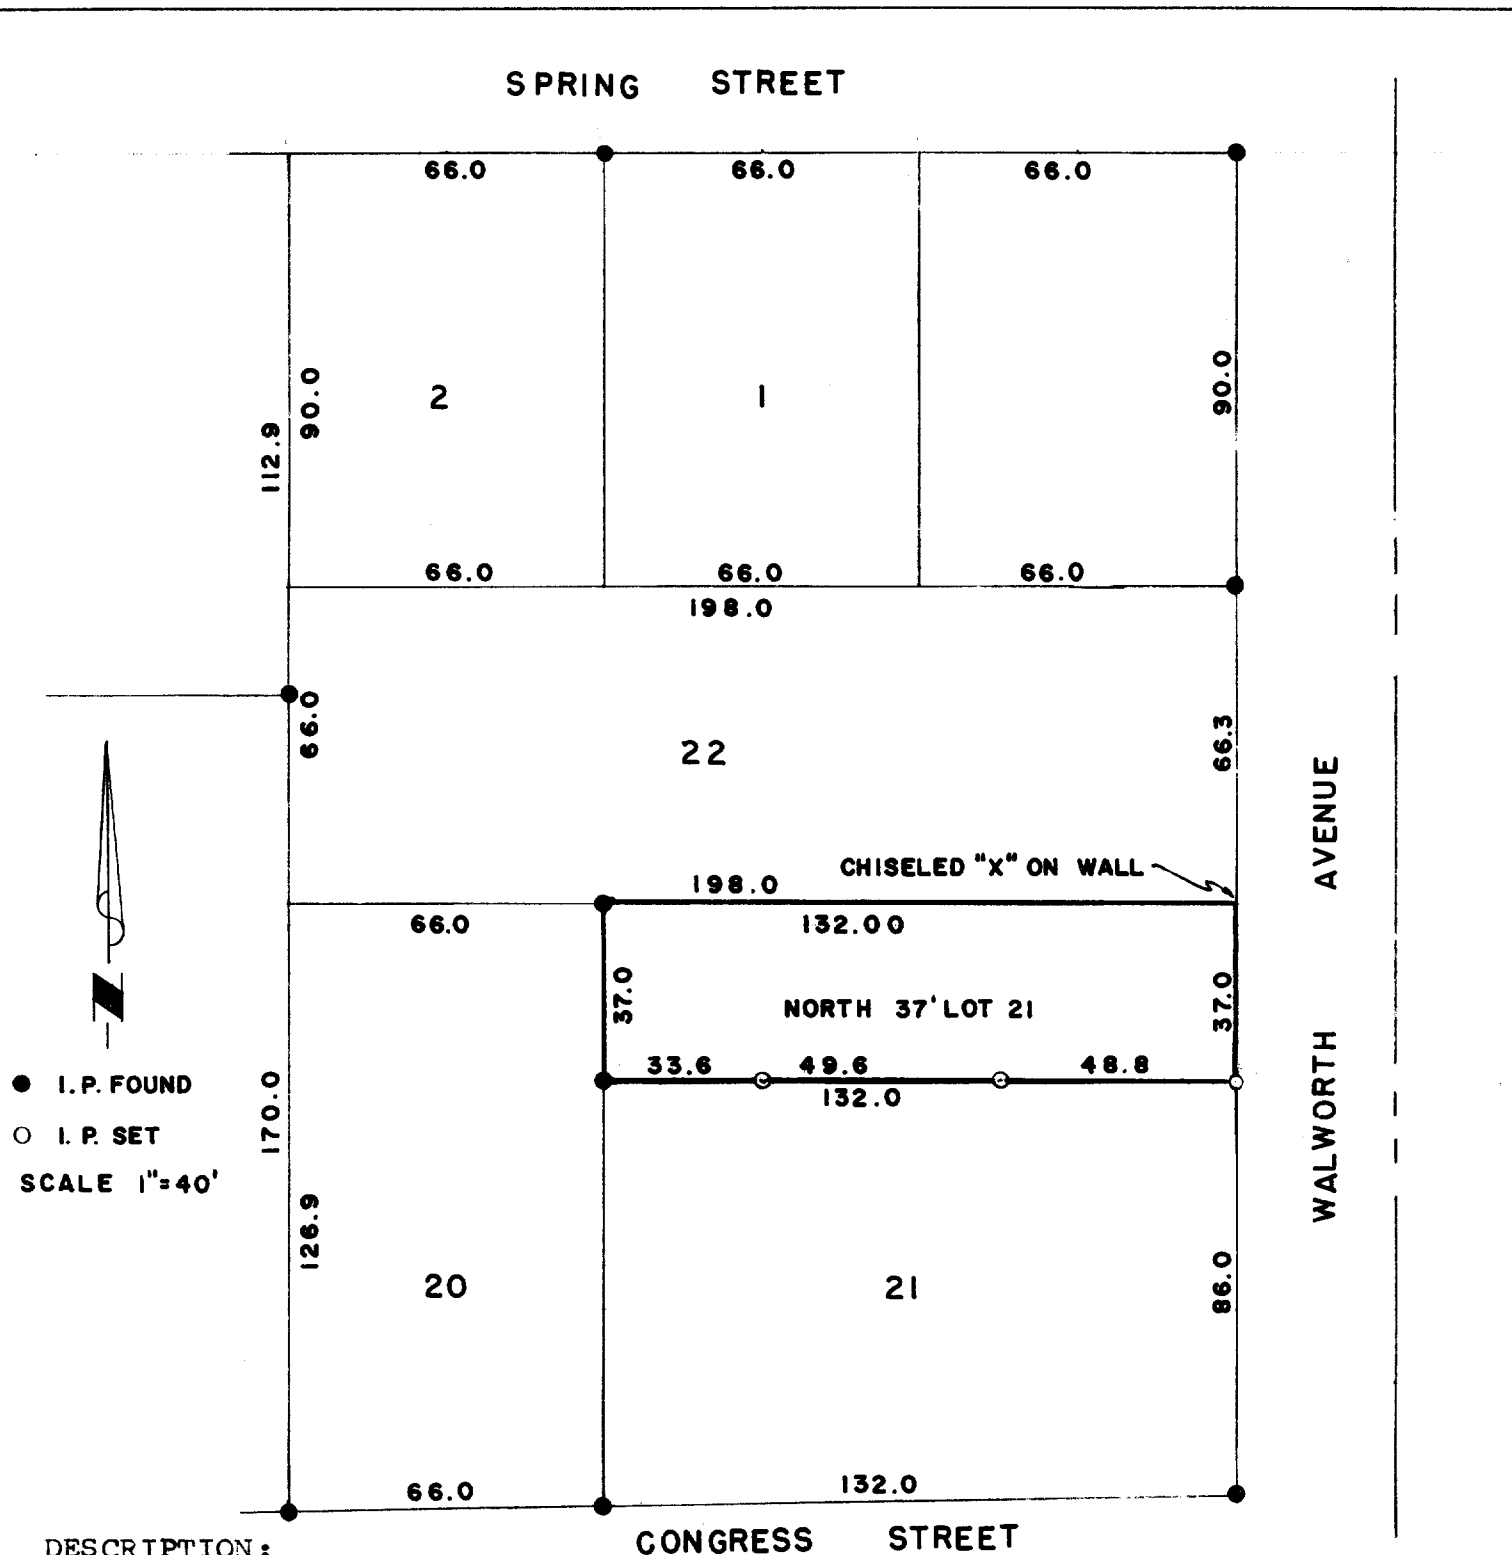 SPRING STREET
66.0 66.0 66.0
2 1
90.0
112.9
90.0
66.0 66.0 66.0
198.0
66.0
22
66.3
CHISELED "X" ON WALL
198.0
66.0 132.00
37.0
NORTH 37' LOT 21
37.0
33.6 49.6 48.8
132.0
WALWORTH AVENUE
N
I.P. FOUND
I.P. SET
SCALE 1"=40'
170.0
126.9
20 21
86.0
66.0 132.0
CONGRESS STREET
DESCRIPTION: